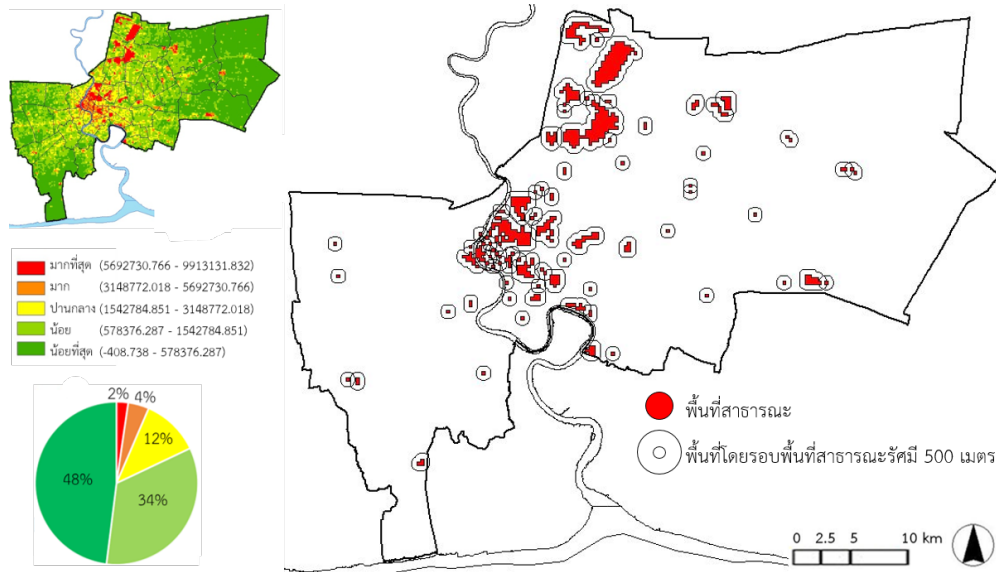 มากที่สุด (5692730.766 - 9913131.832)
มาก (3148772.018 - 5692730.766)
ปานกลาง (1542784.851 - 3148772.018)
น้อย (578376.287 - 1542784.851)
น้อยที่สุด (-408.738 - 578376.287)
2%
4%
12%
34%
48%
พื้นที่สาธารณะ
พื้นที่โดยรอบพื้นที่สาธารณะรัศมี 500 เมตร
0 2.5 5 10 km